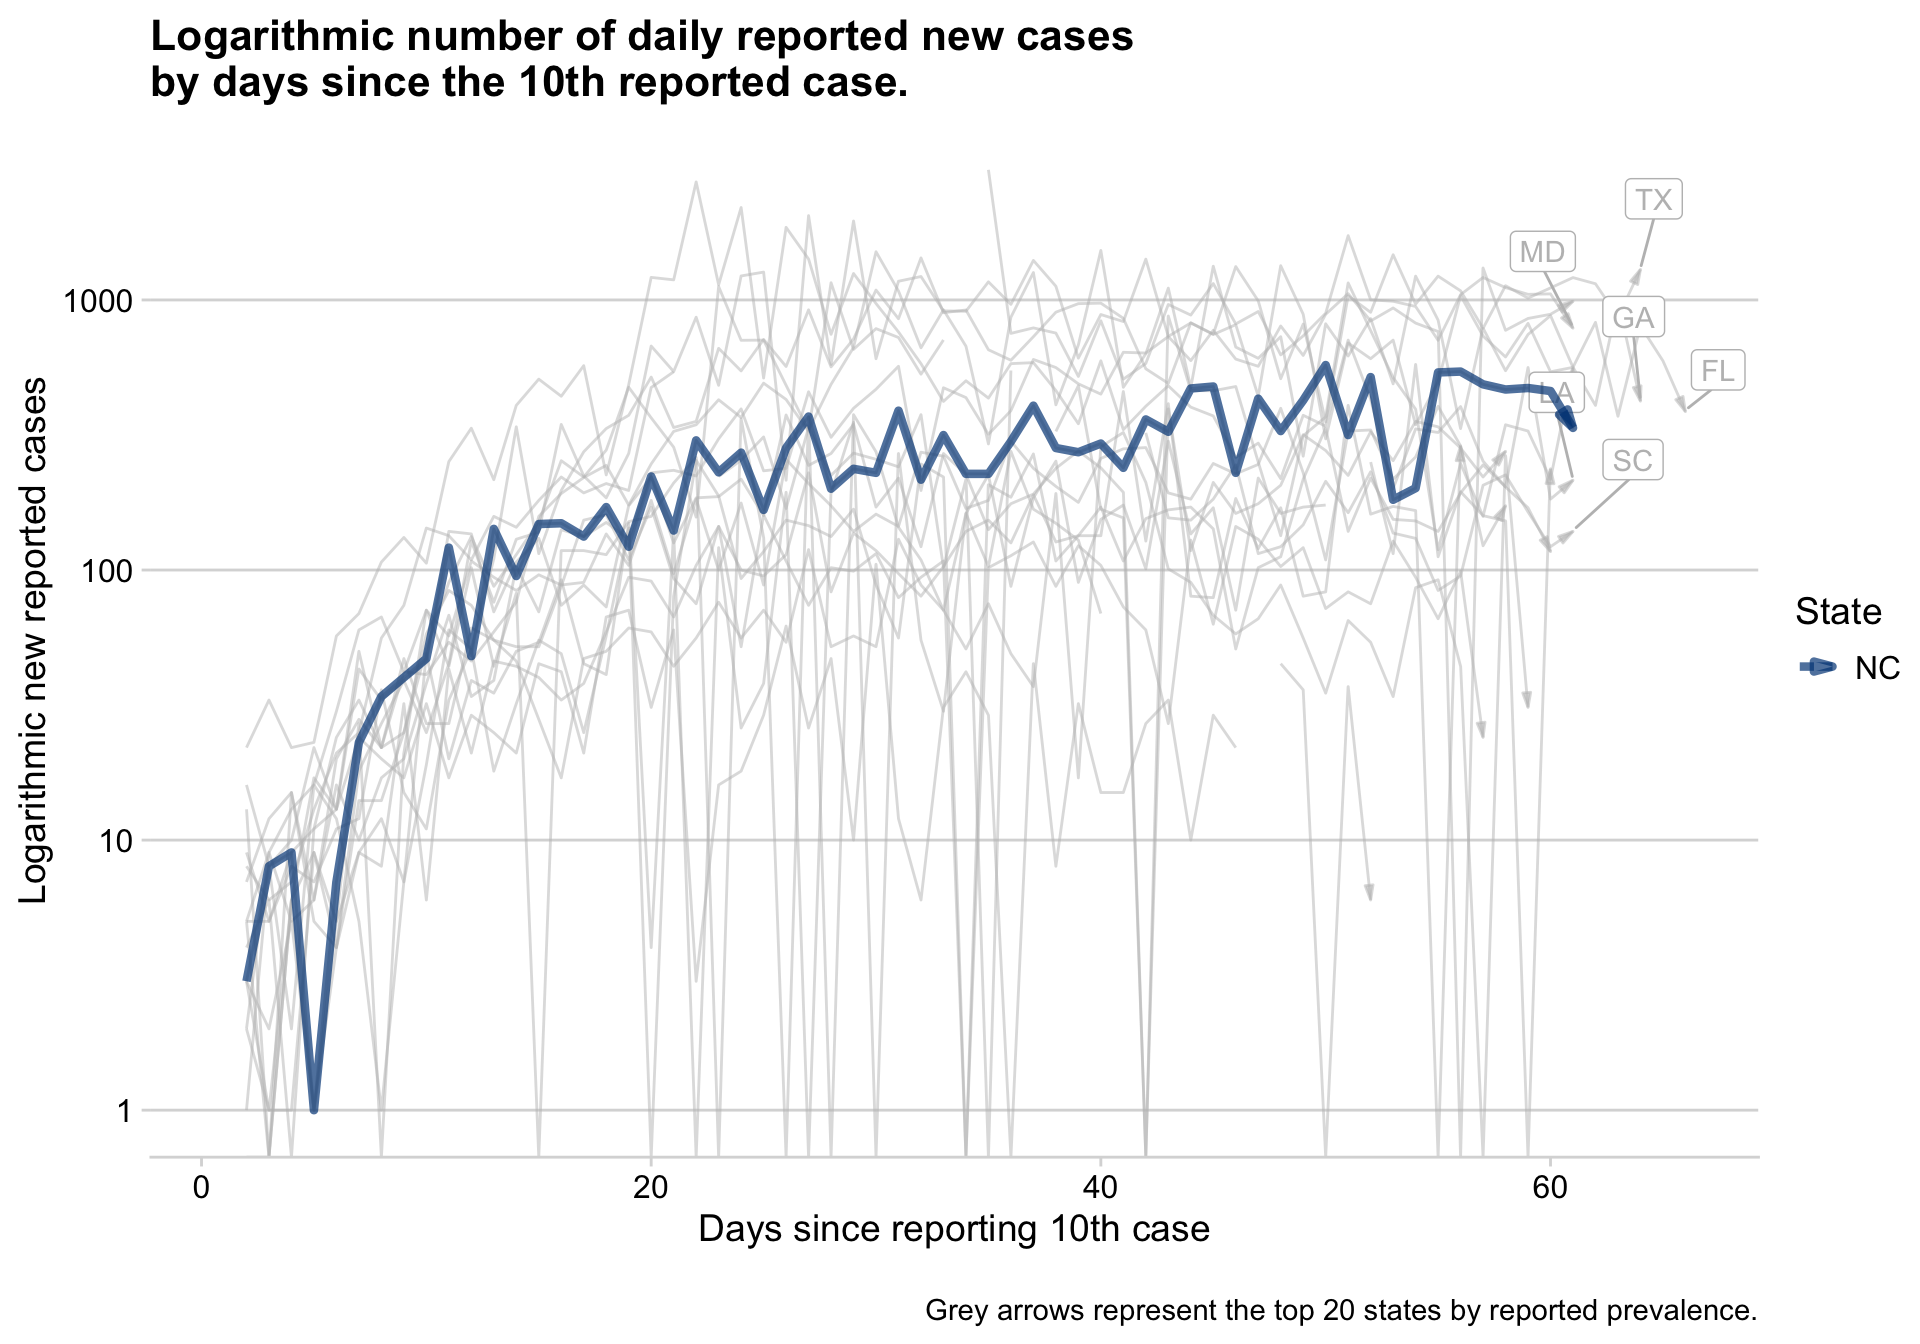 Logarithmic number of daily reported new cases
by days since the 10th reported case.
Logarithmic new reported cases
1000
100
10
1
TX
MD
GA
FL
LA
SC
State
NC
0
20
40
60
Days since reporting 10th case
Grey arrows represent the top 20 states by reported prevalence.